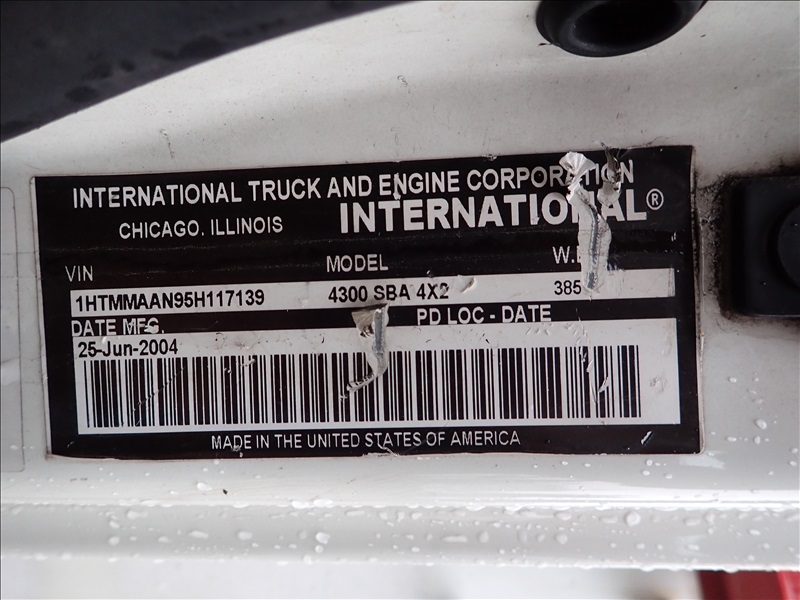 INTERNATIONAL TRUCK AND ENGINE CORPORATION
CHICAGO, ILLINOIS INTERNATIONAL®
VIN MODEL
1HTMMAAN95H117139 4300 SBA 4X2 385
DATE MFG. PD LOC - DATE
25-Jun-2004
MADE IN THE UNITED STATES OF AMERICA